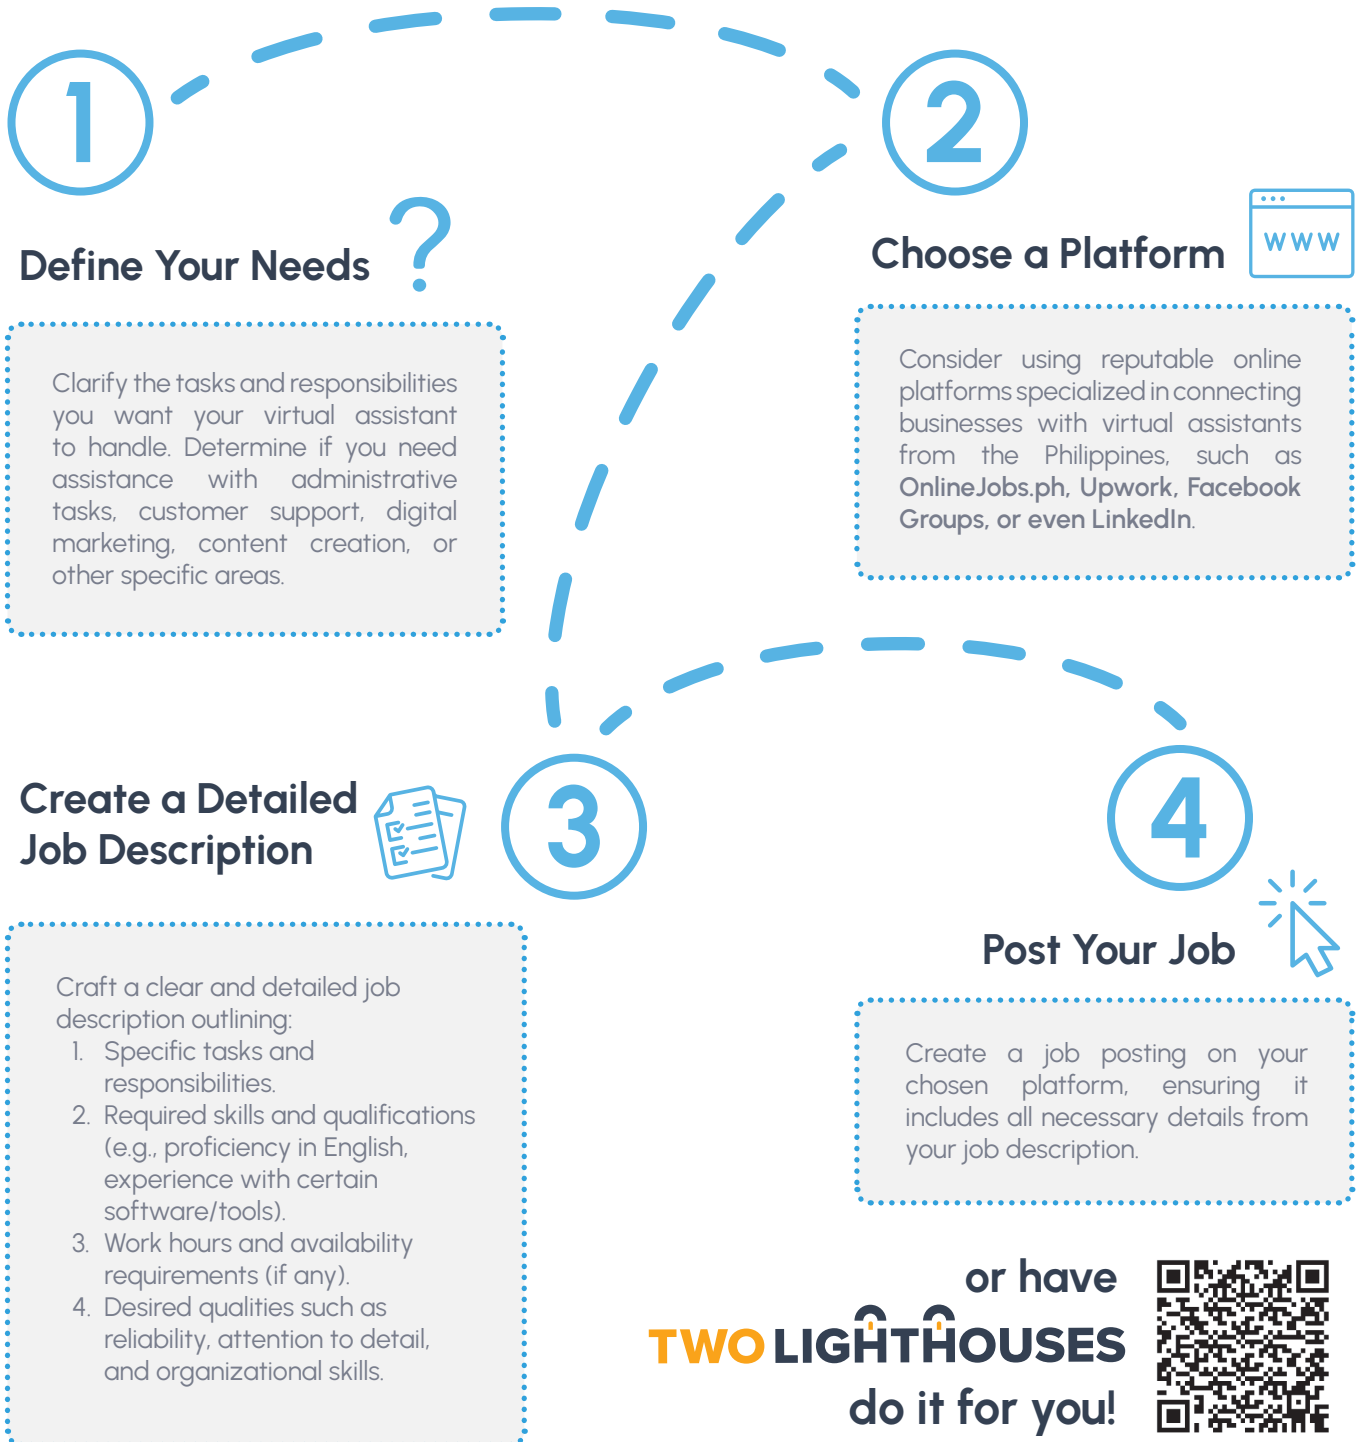 1
Define Your Needs
?
Clarify the tasks and responsibilities
you want your virtual assistant
to handle. Determine if you need
assistance with administrative
tasks, customer support, digital
marketing, content creation, or
other specific areas.
2
Choose a Platform
WWW
Consider using reputable online
platforms specialized in connecting
businesses with virtual assistants
from the Philippines, such as
OnlineJobs.ph, Upwork, Facebook
Groups, or even LinkedIn.
3
Create a Detailed
Job Description
Craft a clear and detailed job
description outlining:
1. Specific tasks and
responsibilities.
2. Required skills and qualifications
(e.g., proficiency in English,
experience with certain
software/tools).
3. Work hours and availability
requirements (if any).
4. Desired qualities such as
reliability, attention to detail,
and organizational skills.
4
Post Your Job
Create a job posting on your
chosen platform, ensuring it
includes all necessary details from
your job description.
or have
TWO LIGHTHOUSES
do it for you!